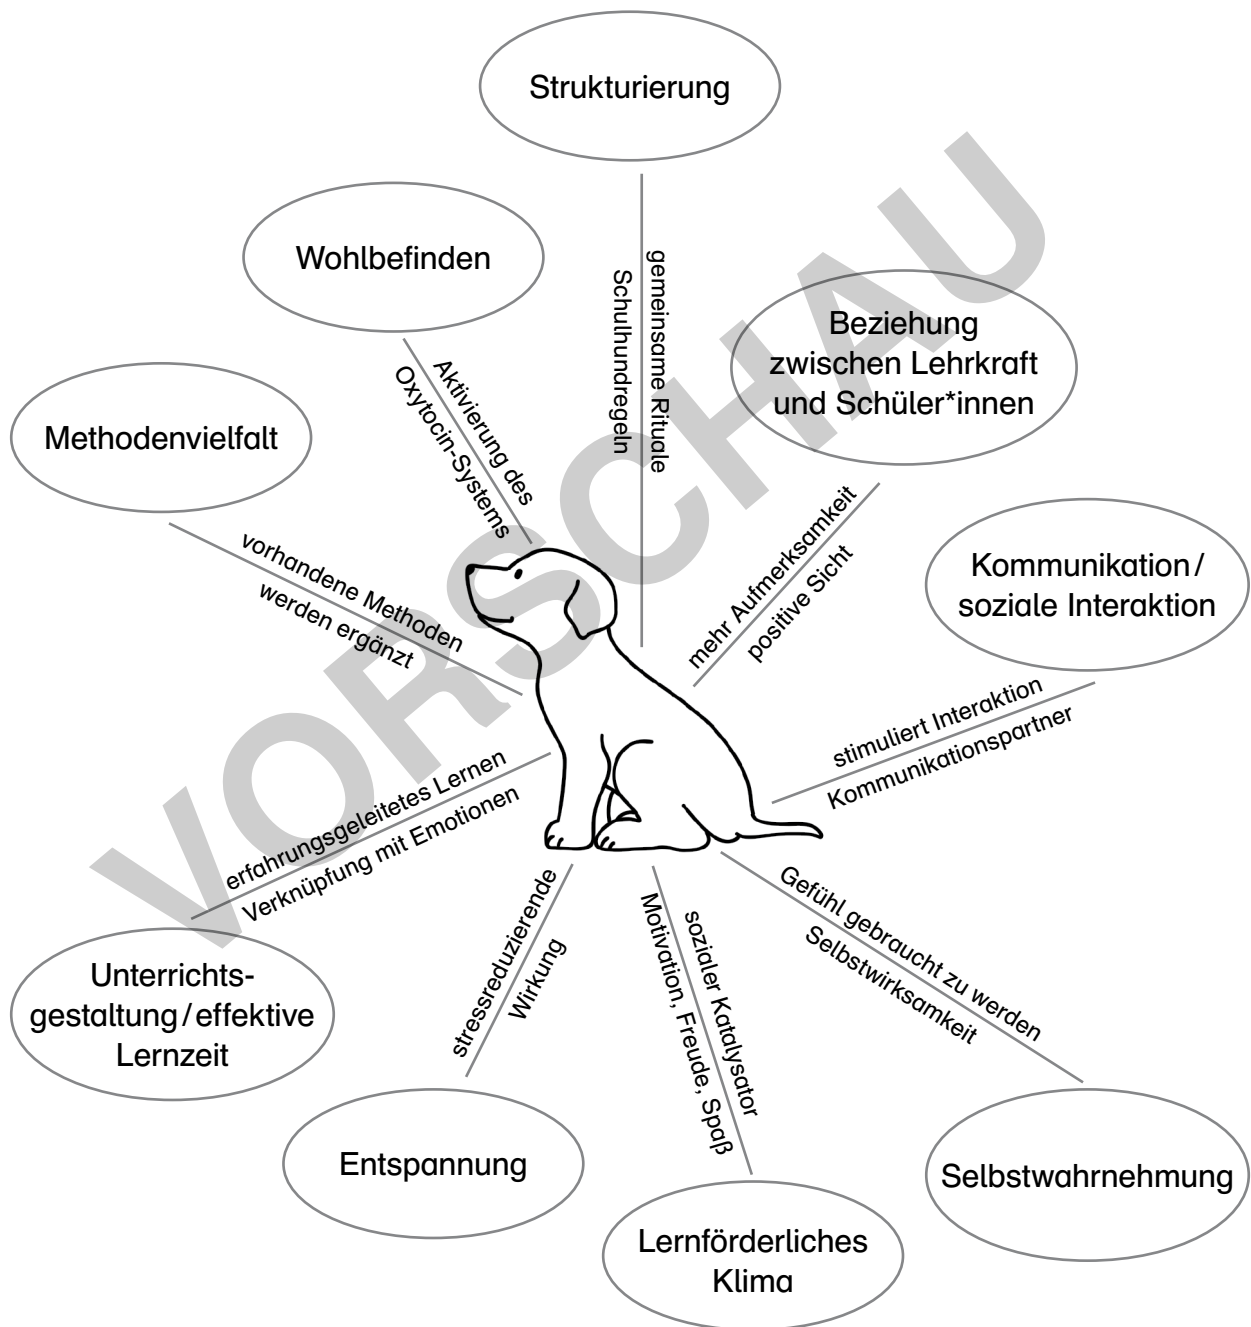 Strukturierung
gemeinsame Rituale
Schulhundregeln
Wohlbefinden
Aktivierung des
Oxytocin-Systems
Beziehung
zwischen Lehrkraft
und Schüler*innen
mehr Aufmerksamkeit
positive Sicht
Methodenvielfalt
vorhandene Methoden
werden ergänzt
Kommunikation/
soziale Interaktion
stimuliert Interaktion
Kommunikationspartner
erfahrungsgeleitetes Lernen
Verknüpfung mit Emotionen
Unterrichts-
gestaltung/effektive
Lernzeit
stressreduzierende
Wirkung
Entspannung
sozialer Katalysator
Motivation, Freude, Spaß
Lernförderliches
Klima
Gefühl gebraucht zu werden
Selbstwirksamkeit
Selbstwahrnehmung
VORSCHAU